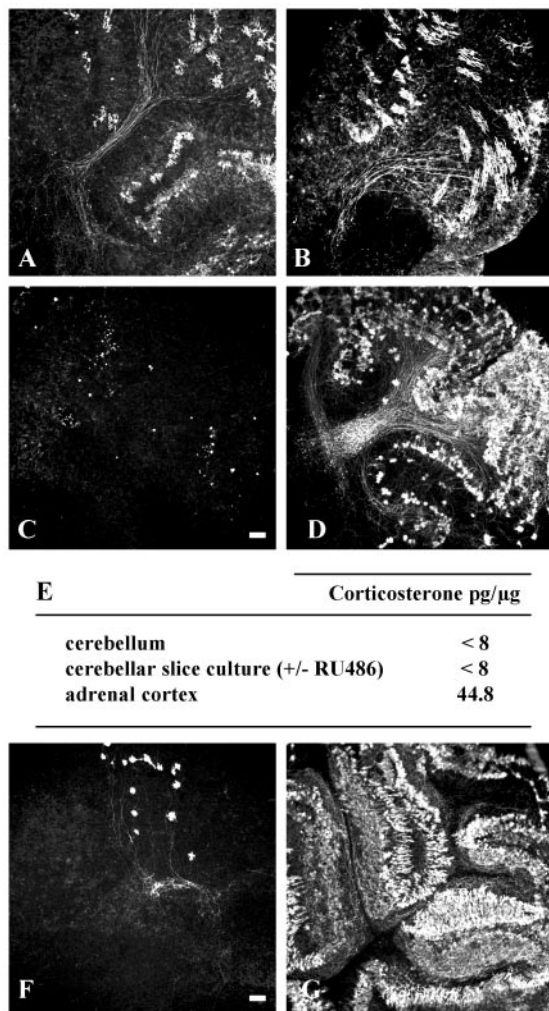 A
B
C
D
E
Corticosterone pg/µg
cerebellum < 8
cerebellar slice culture (+/- RU486) < 8
adrenal cortex 44.8
F
G